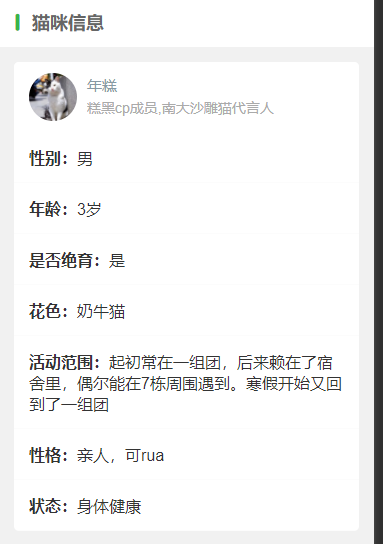 猫咪信息
年糕
糕黑cp成员,南大沙雕猫代言人
性别：男
年龄：3岁
是否绝育：是
花色：奶牛猫
活动范围：起初常在一组团，后来赖在了宿
舍里，偶尔能在7栋周围遇到。寒假开始又回
到了一组团
性格：亲人，可rua
状态：身体健康